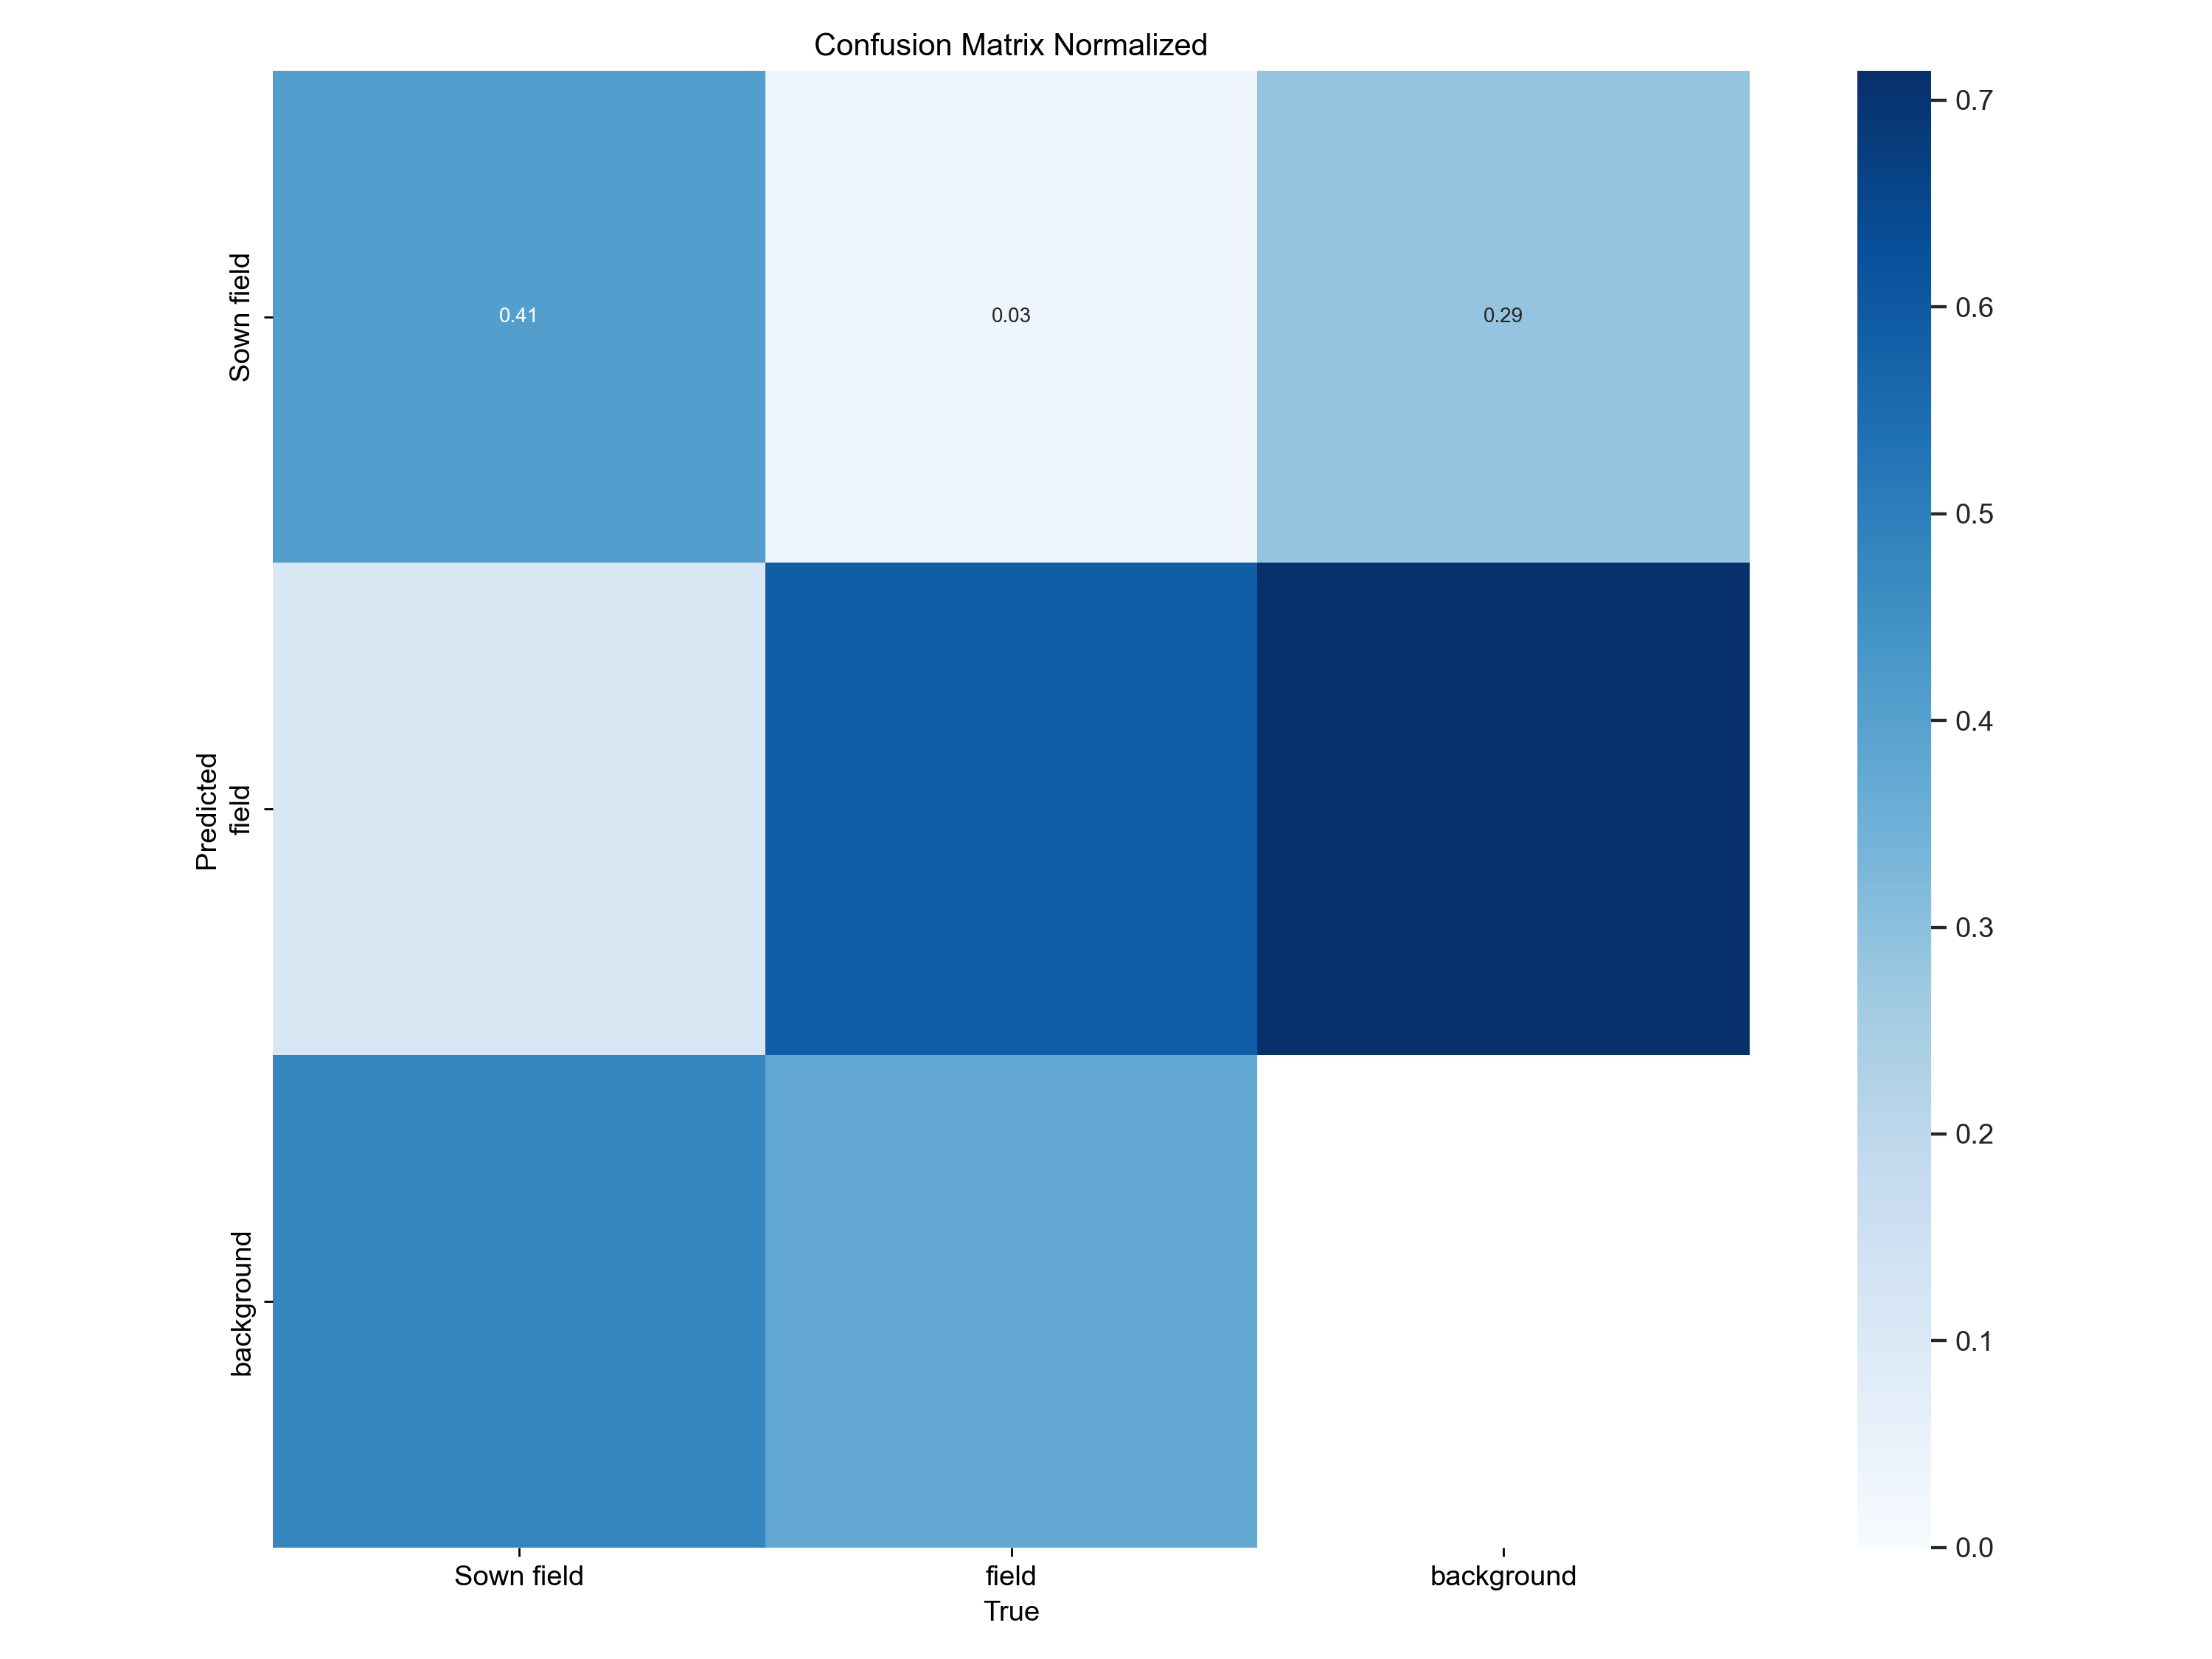 Confusion Matrix Normalized
Sown field
0.41
0.03
0.29
Predicted
field
background
Sown field
field
background
True
0.7
0.6
0.5
0.4
0.3
0.2
0.1
0.0